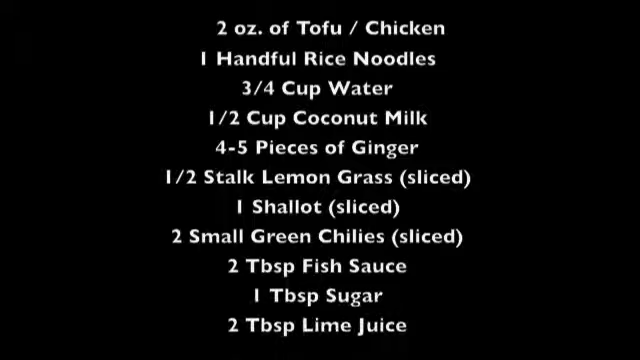 2 oz. of Tofu / Chicken
1 Handful Rice Noodles
3/4 Cup Water
1/2 Cup Coconut Milk
4-5 Pieces of Ginger
1/2 Stalk Lemon Grass (sliced)
1 Shallot (sliced)
2 Small Green Chilies (sliced)
2 Tbsp Fish Sauce
1 Tbsp Sugar
2 Tbsp Lime Juice